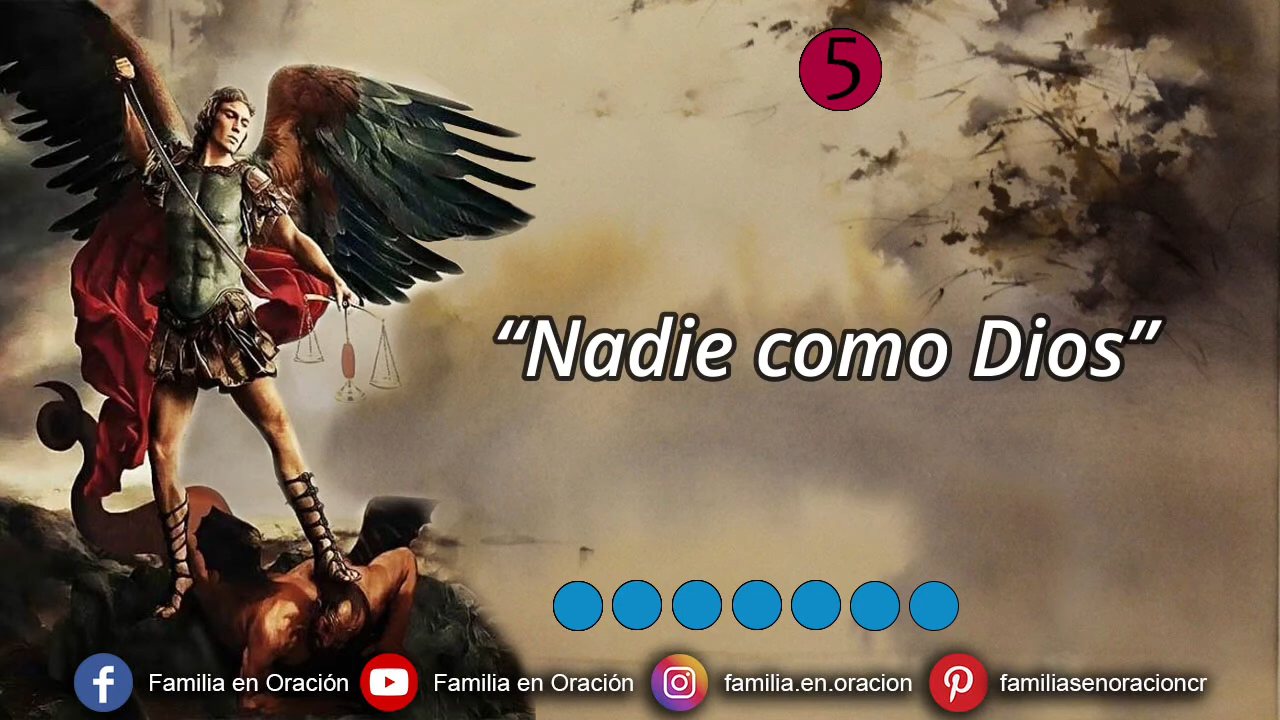 5
“Nadie como Dios”
Familia en Oración
Familia en Oración
familia.en.oracion
familiasenoracioncr